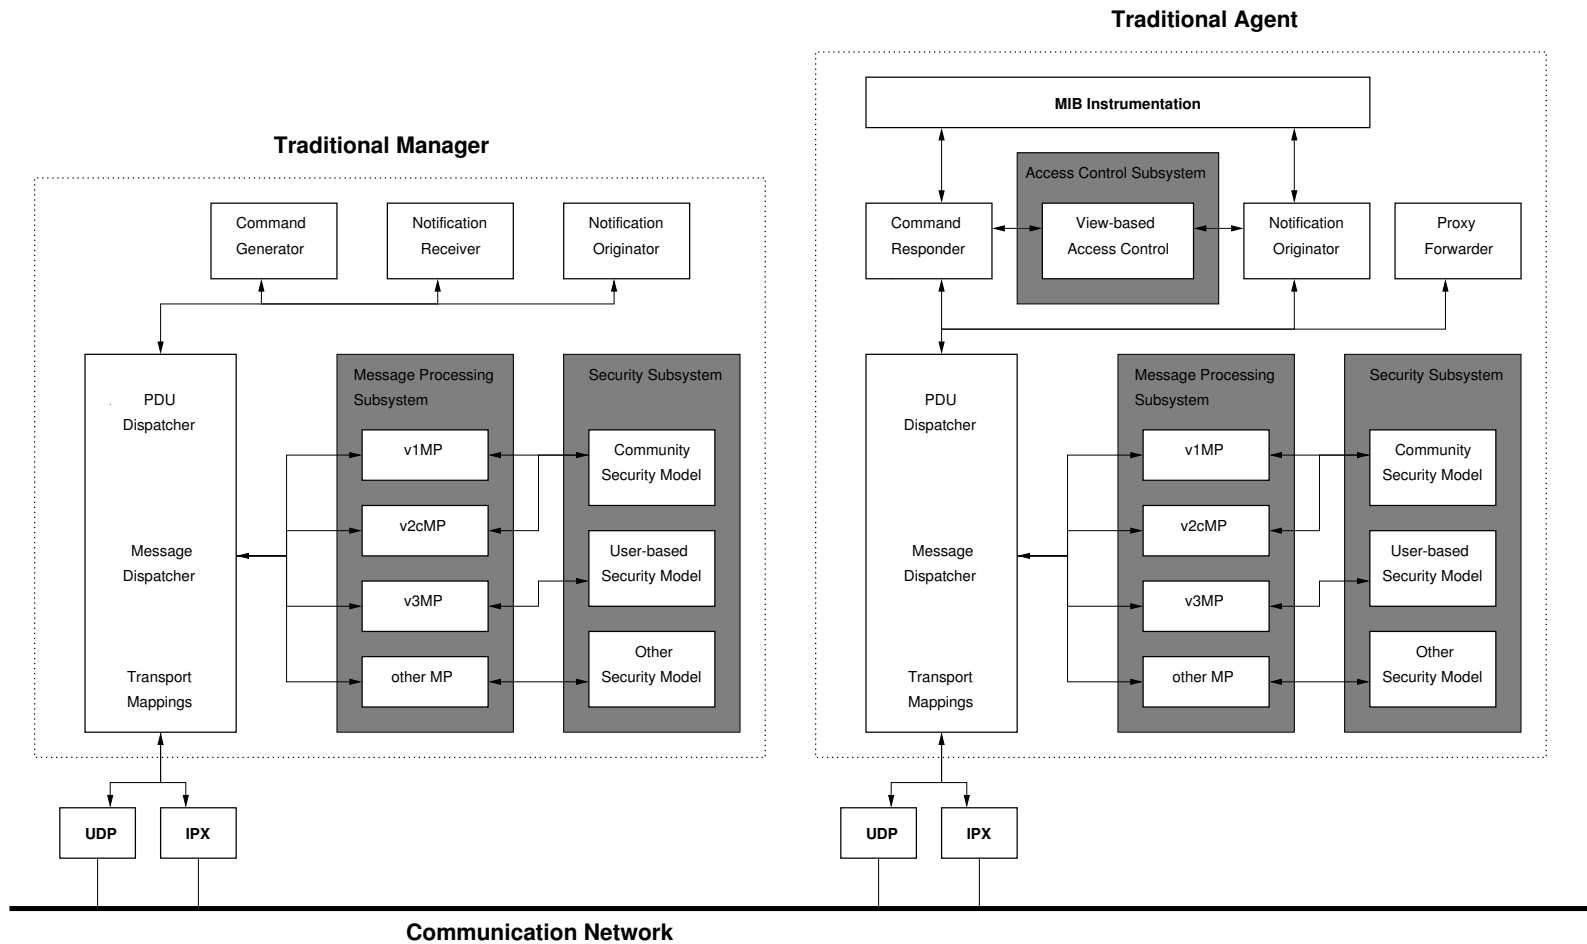 Traditional Agent
MIB Instrumentation
Traditional Manager
Access Control Subsystem
Command
Generator
Notification
Receiver
Notification
Originator
Command
Responder
View-based
Access Control
Notification
Originator
Proxy
Forwarder
PDU
Dispatcher
Message
Dispatcher
Transport
Mappings
Message Processing
Subsystem
v1MP
v2cMP
v3MP
other MP
Security Subsystem
Community
Security Model
User-based
Security Model
Other
Security Model
PDU
Dispatcher
Message
Dispatcher
Transport
Mappings
Message Processing
Subsystem
v1MP
v2cMP
v3MP
other MP
Security Subsystem
Community
Security Model
User-based
Security Model
Other
Security Model
UDP
IPX
UDP
IPX
Communication Network